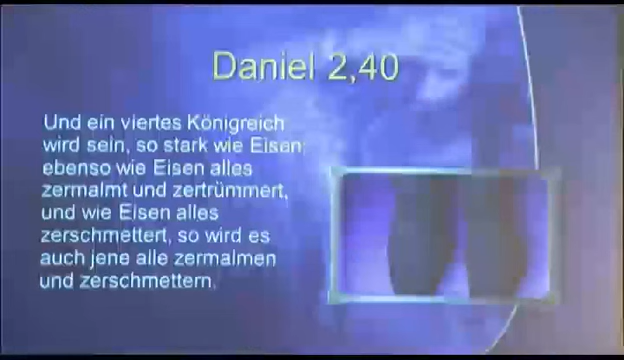 Daniel 2,40
Und ein viertes Königreich
wird sein, so stark wie Eisen;
ebenso wie Eisen alles
zermalmt und zertrümmert,
und wie Eisen alles
zerschmettert, so wird es
auch jene alle zermalmen
und zerschmettern.